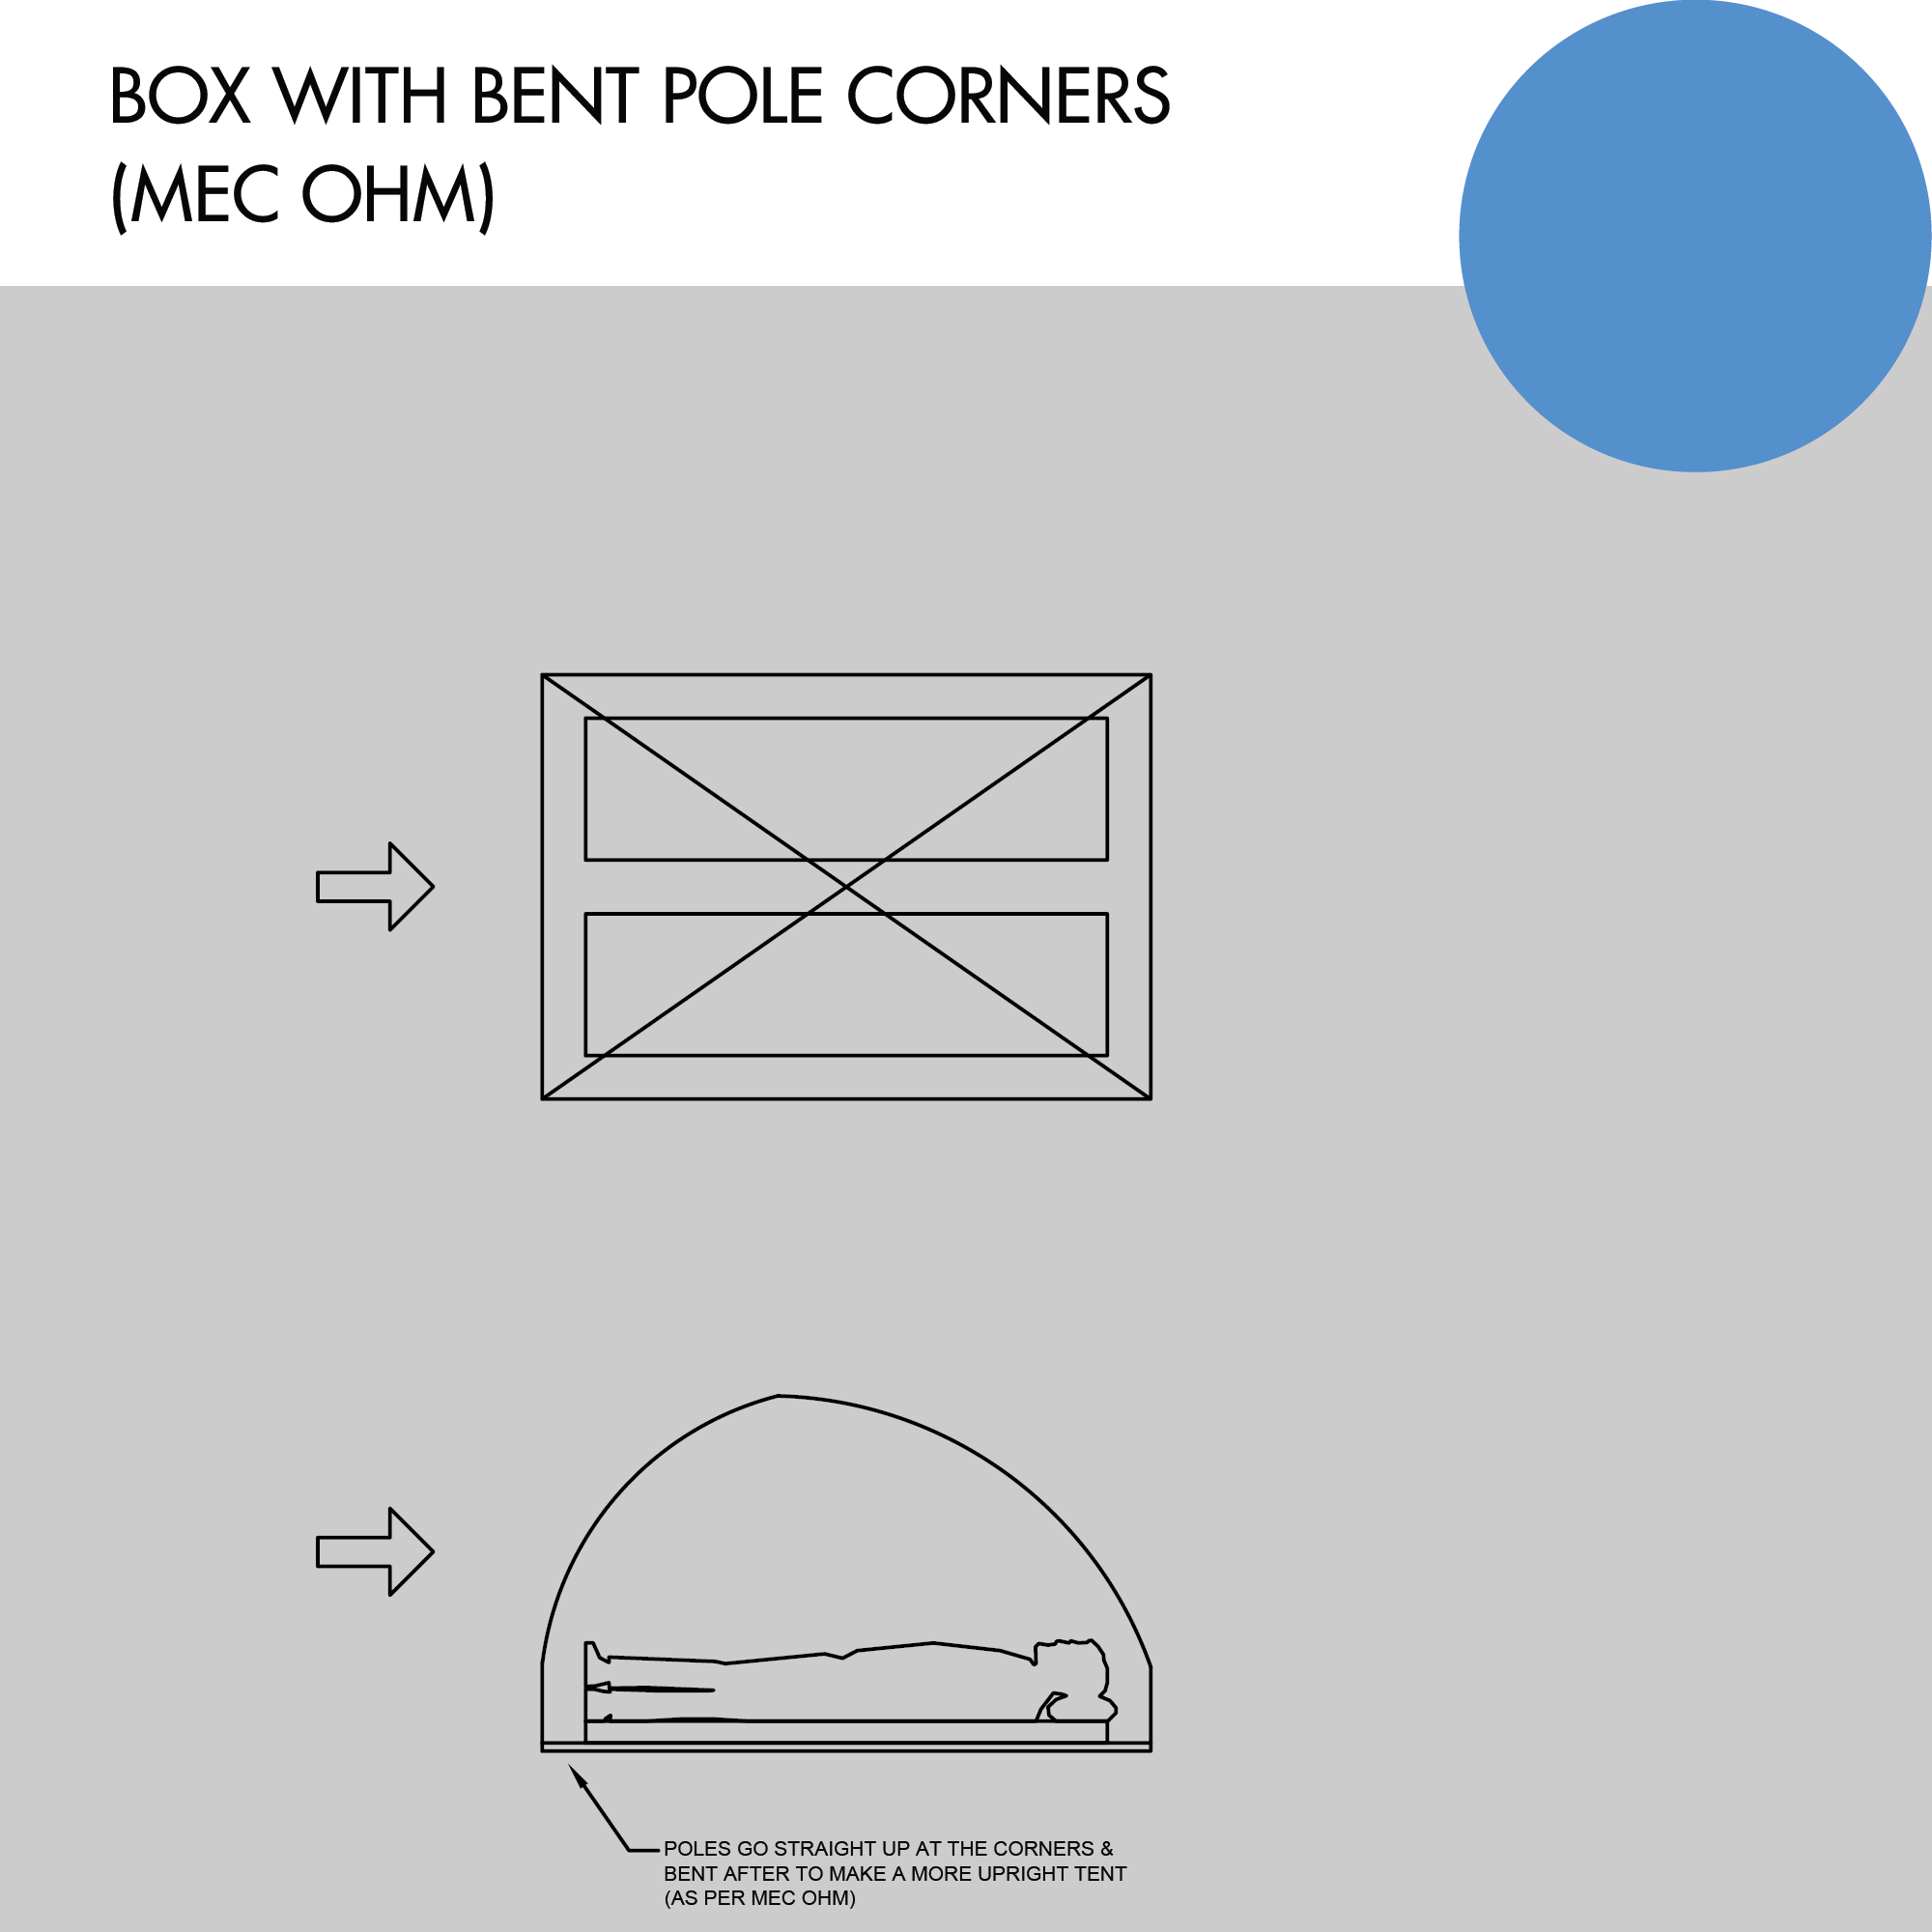 BOX WITH BENT POLE CORNERS
(MEC OHM)
POLES GO STRAIGHT UP AT THE CORNERS &
BENT AFTER TO MAKE A MORE UPRIGHT TENT
(AS PER MEC OHM)